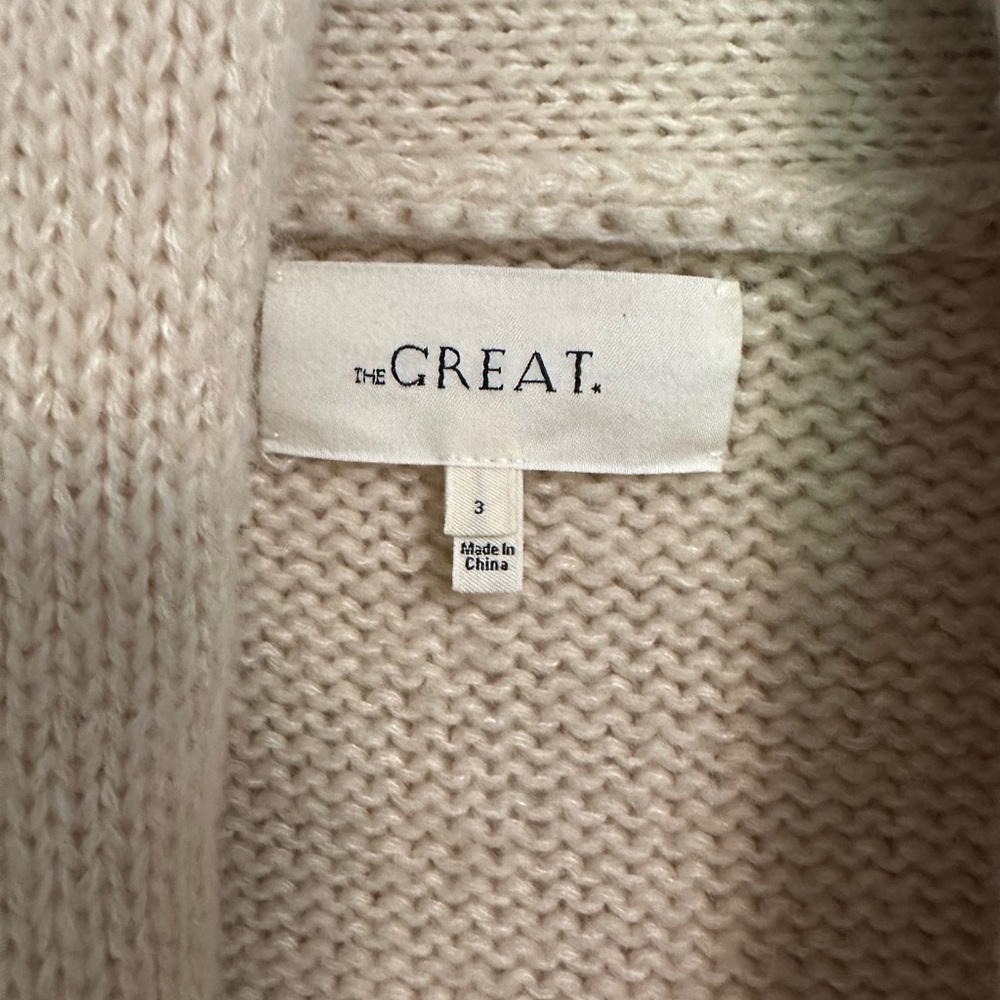 THE GREAT.*
3
Made In
China